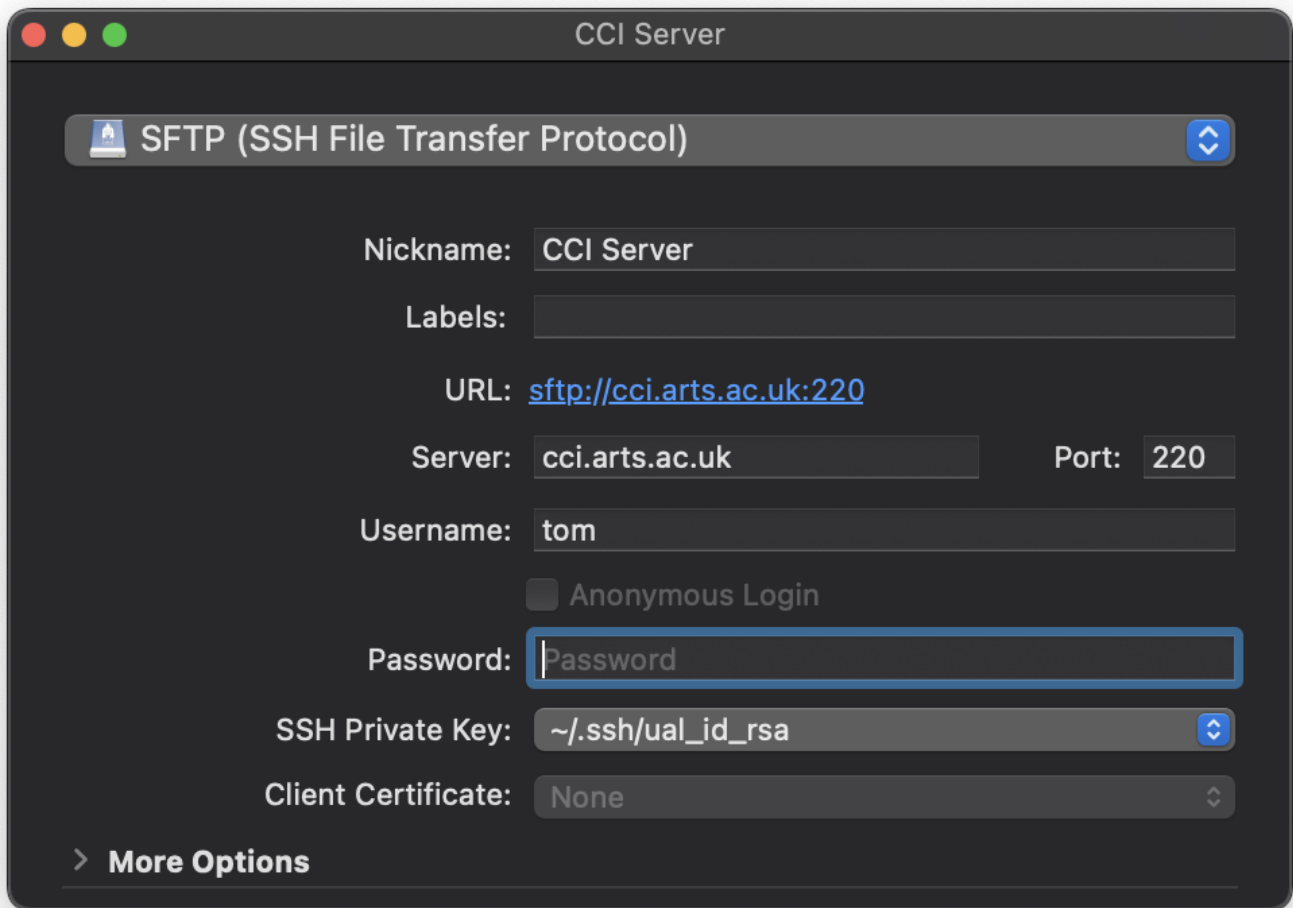 CCI Server
SFTP (SSH File Transfer Protocol)
Nickname: CCI Server
Labels:
URL: sftp://cci.arts.ac.uk:220
Server: cci.arts.ac.uk Port: 220
Username: tom
Anonymous Login
Password: Password
SSH Private Key: ~/.ssh/ual_id_rsa
Client Certificate: None
More Options